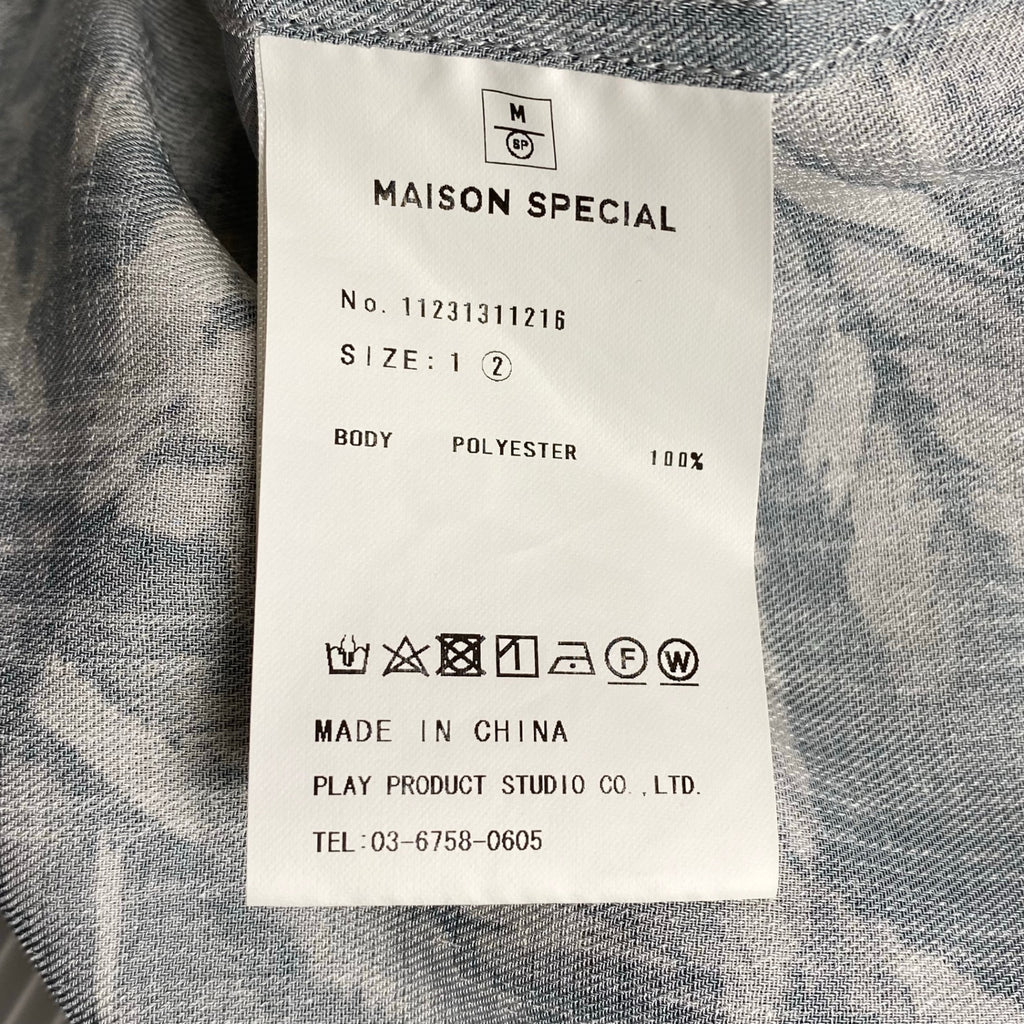 M
SP
MAISON SPECIAL
No. 11231311216
SIZE: 1 ②
BODY POLYESTER 100%
F W
MADE IN CHINA
PLAY PRODUCT STUDIO CO.,LTD.
TEL:03-6758-0605